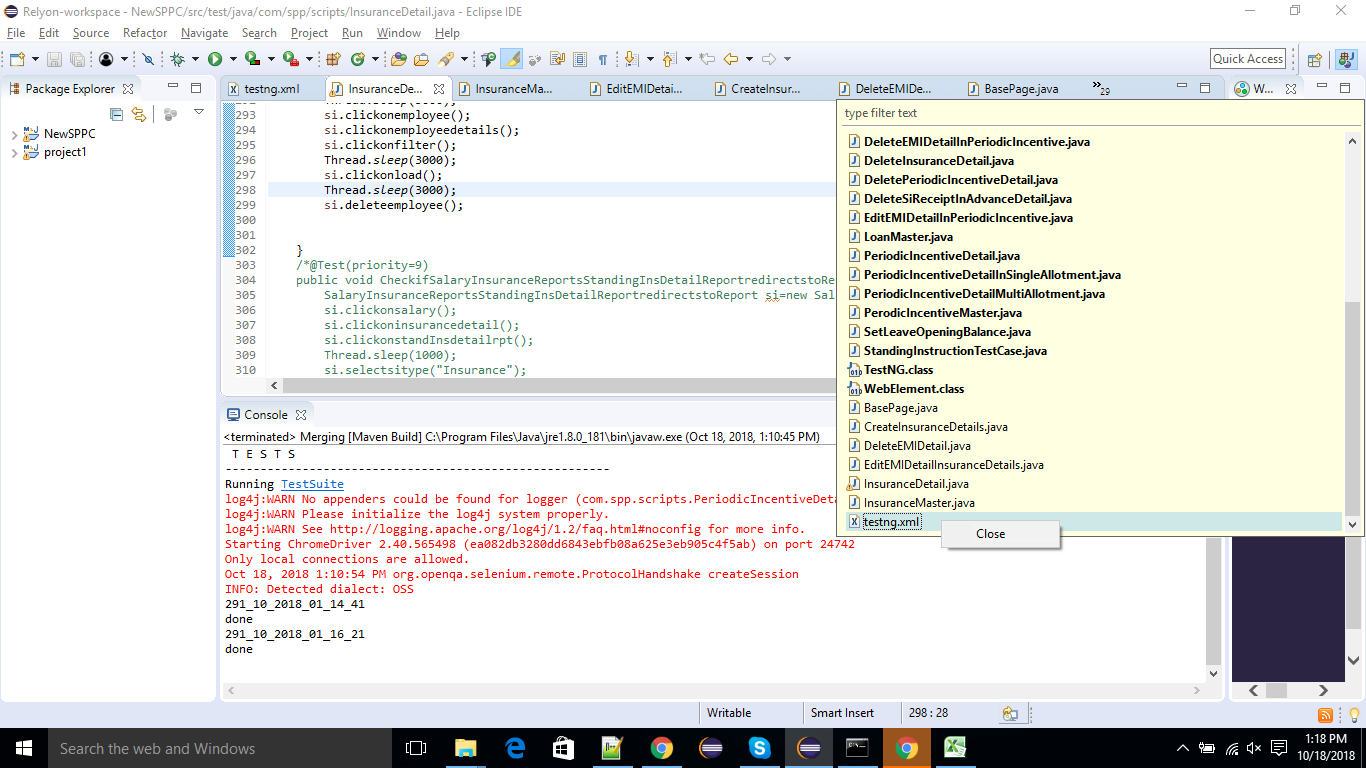 Relyon-workspace - NewSPPC/src/test/java/com/spp/scripts/InsuranceDetail.java - Eclipse IDE
File Edit Source Refactor Navigate Search Project Run Window Help
Quick Access
Package Explorer
testng.xml InsuranceDe... InsuranceMa... EditEMIDetai... CreateInsur... DeleteEMIDe... BasePage.java »29
W...
NewSPPC
project1
293 si.clickonemployee();
294 si.clickonemployeedetails();
295 si.clickonfilter();
296 Thread.sleep(3000);
297 si.clickonload();
298 Thread.sleep(3000);
299 si.deleteemployee();
300
301
302 }
303 /*@Test(priority=9)
304 public void CheckifSalaryInsuranceReportsStandingInsDetailReportredirectstoRe
305 SalaryInsuranceReportsStandingInsDetailReportredirectstoReport si=new Sal
306 si.clickonsalary();
307 si.clickoninsurancedetail();
308 si.clickonstandInsdetailrpt();
309 Thread.sleep(1000);
310 si.selectsitype("Insurance");
type filter text
DeleteEMIDetailInPeriodicIncentive.java
DeleteInsuranceDetail.java
DeletePeriodicIncentiveDetail.java
DeleteSiReceiptInAdvanceDetail.java
EditEMIDetailInPeriodicIncentive.java
LoanMaster.java
PeriodicIncentiveDetail.java
PeriodicIncentiveDetailInSingleAllotment.java
PeriodicIncentiveDetailMultiAllotment.java
PerodicIncentiveMaster.java
SetLeaveOpeningBalance.java
StandingInstructionTestCase.java
TestNG.class
WebElement.class
BasePage.java
CreateInsuranceDetails.java
DeleteEMIDetail.java
EditEMIDetailInsuranceDetails.java
InsuranceDetail.java
InsuranceMaster.java
testng.xml
Close
Console
<terminated> Merging [Maven Build] C:\Program Files\Java\jre1.8.0_181\bin\javaw.exe (Oct 18, 2018, 1:10:45 PM)
T E S T S
-------------------------------------------------------
Running TestSuite
log4j:WARN No appenders could be found for logger (com.spp.scripts.PeriodicIncentiveDeta
log4j:WARN Please initialize the log4j system properly.
log4j:WARN See http://logging.apache.org/log4j/1.2/faq.html#noconfig for more info.
Starting ChromeDriver 2.40.565498 (ea082db3280dd6843ebfb08a625e3eb905c4f5ab) on port 24742
Only local connections are allowed.
Oct 18, 2018 1:10:54 PM org.openqa.selenium.remote.ProtocolHandshake createSession
INFO: Detected dialect: OSS
291_10_2018_01_14_41
done
291_10_2018_01_16_21
done
Writable Smart Insert 298 : 28
Search the web and Windows
1:18 PM
10/18/2018